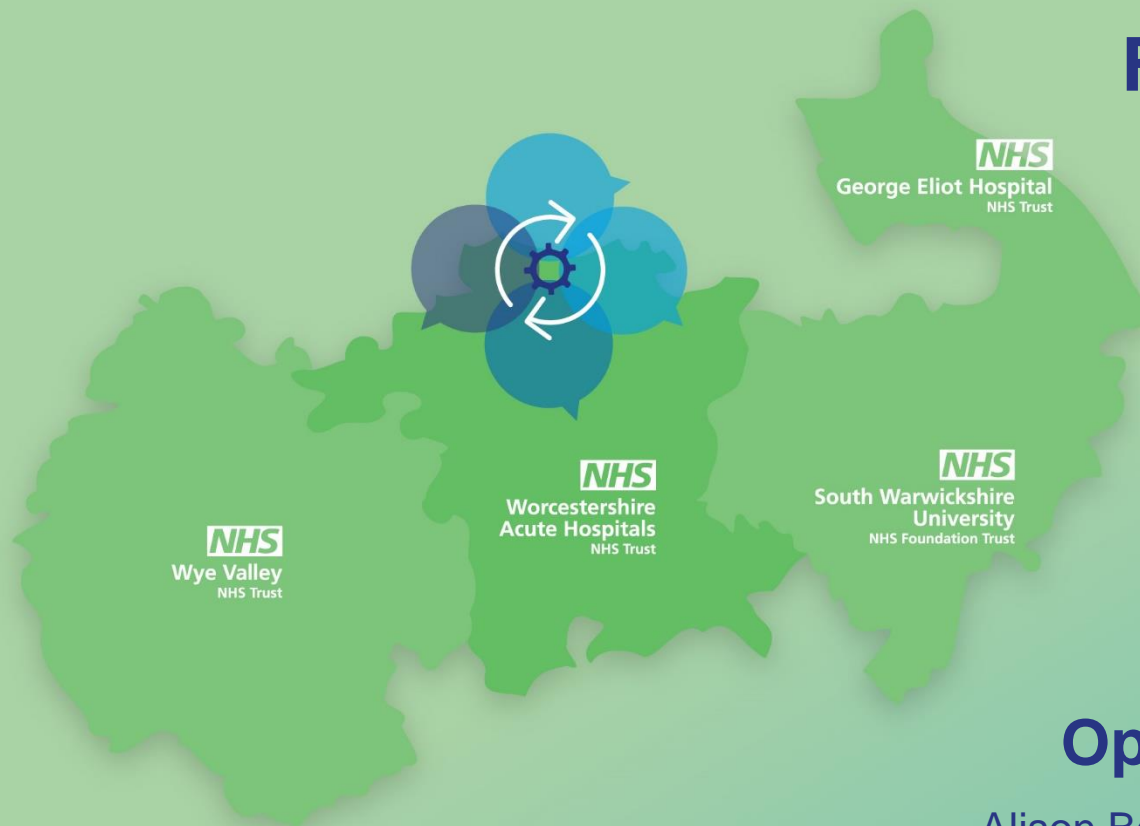 NHS
George Eliot Hospital
NHS Trust
NHS
Worcestershire
Acute Hospitals
NHS Trust
NHS
South Warwickshire
University
NHS Foundation Trust
NHS
Wye Valley
NHS Trust
Alison